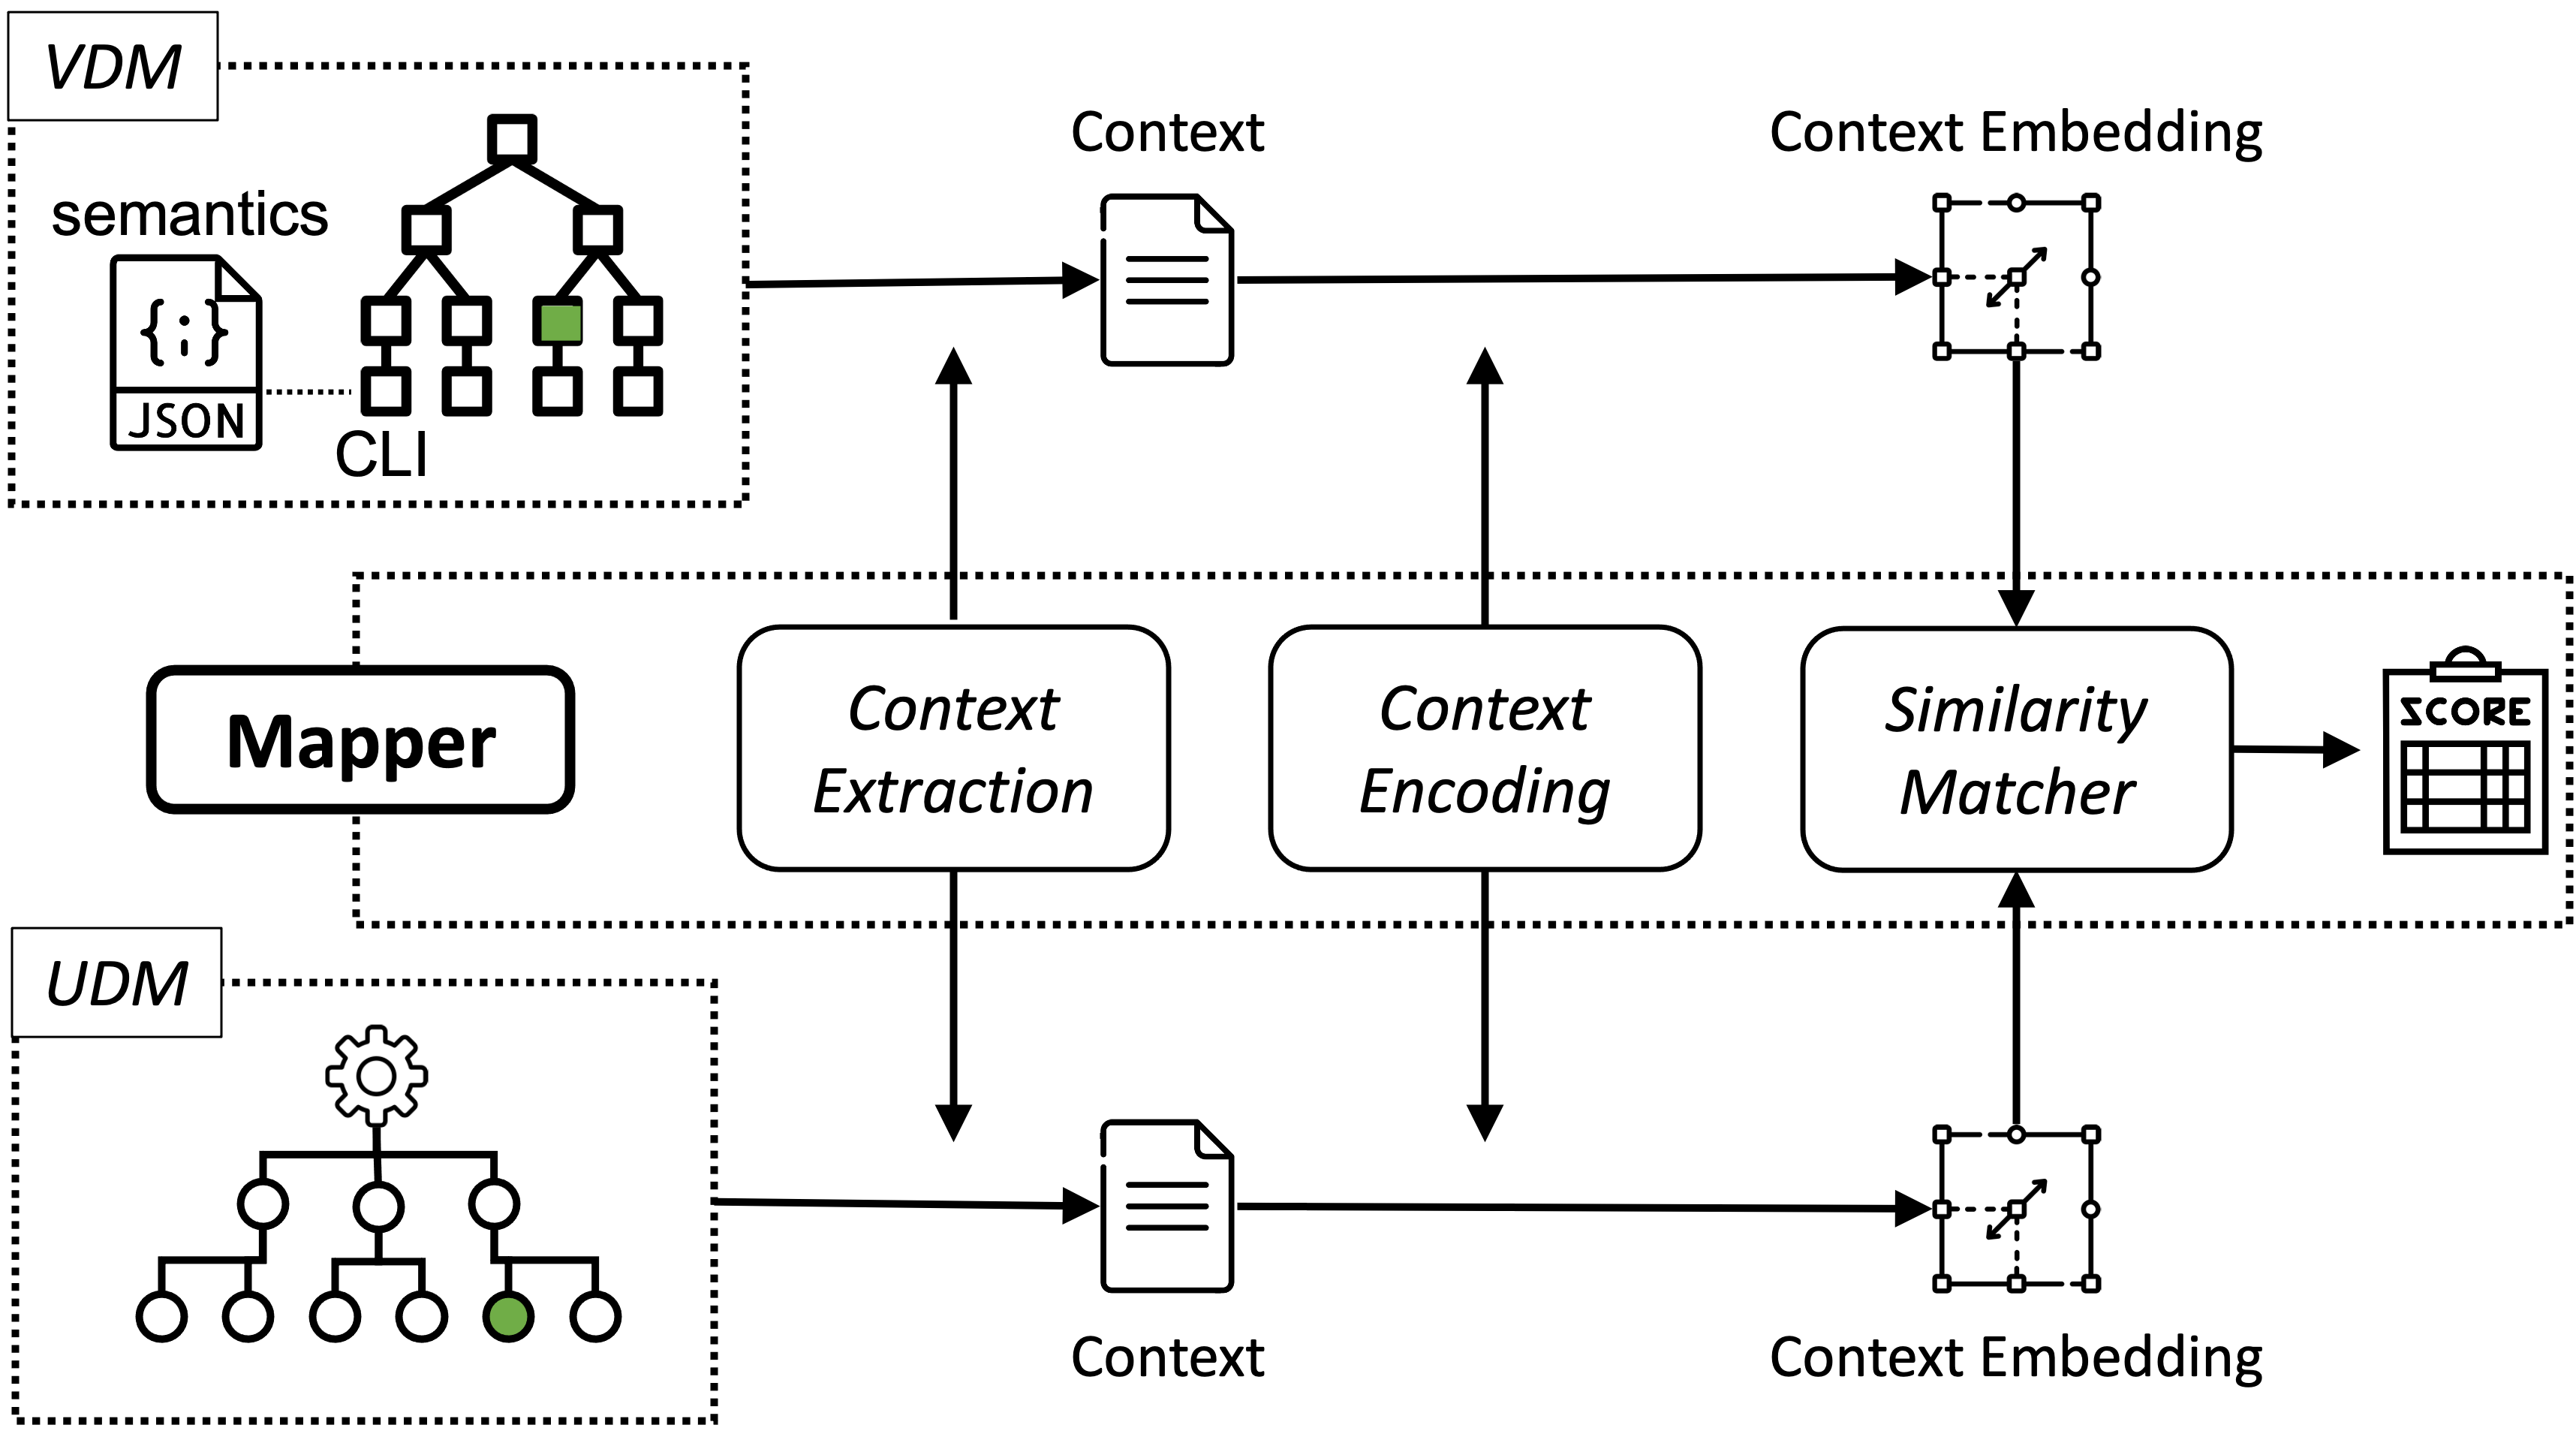 VDM
semantics
{;}
JSON
CLI
Context
Context Embedding
Mapper
Context
Extraction
Context
Encoding
Similarity
Matcher
SCORE
UDM
Context
Context Embedding